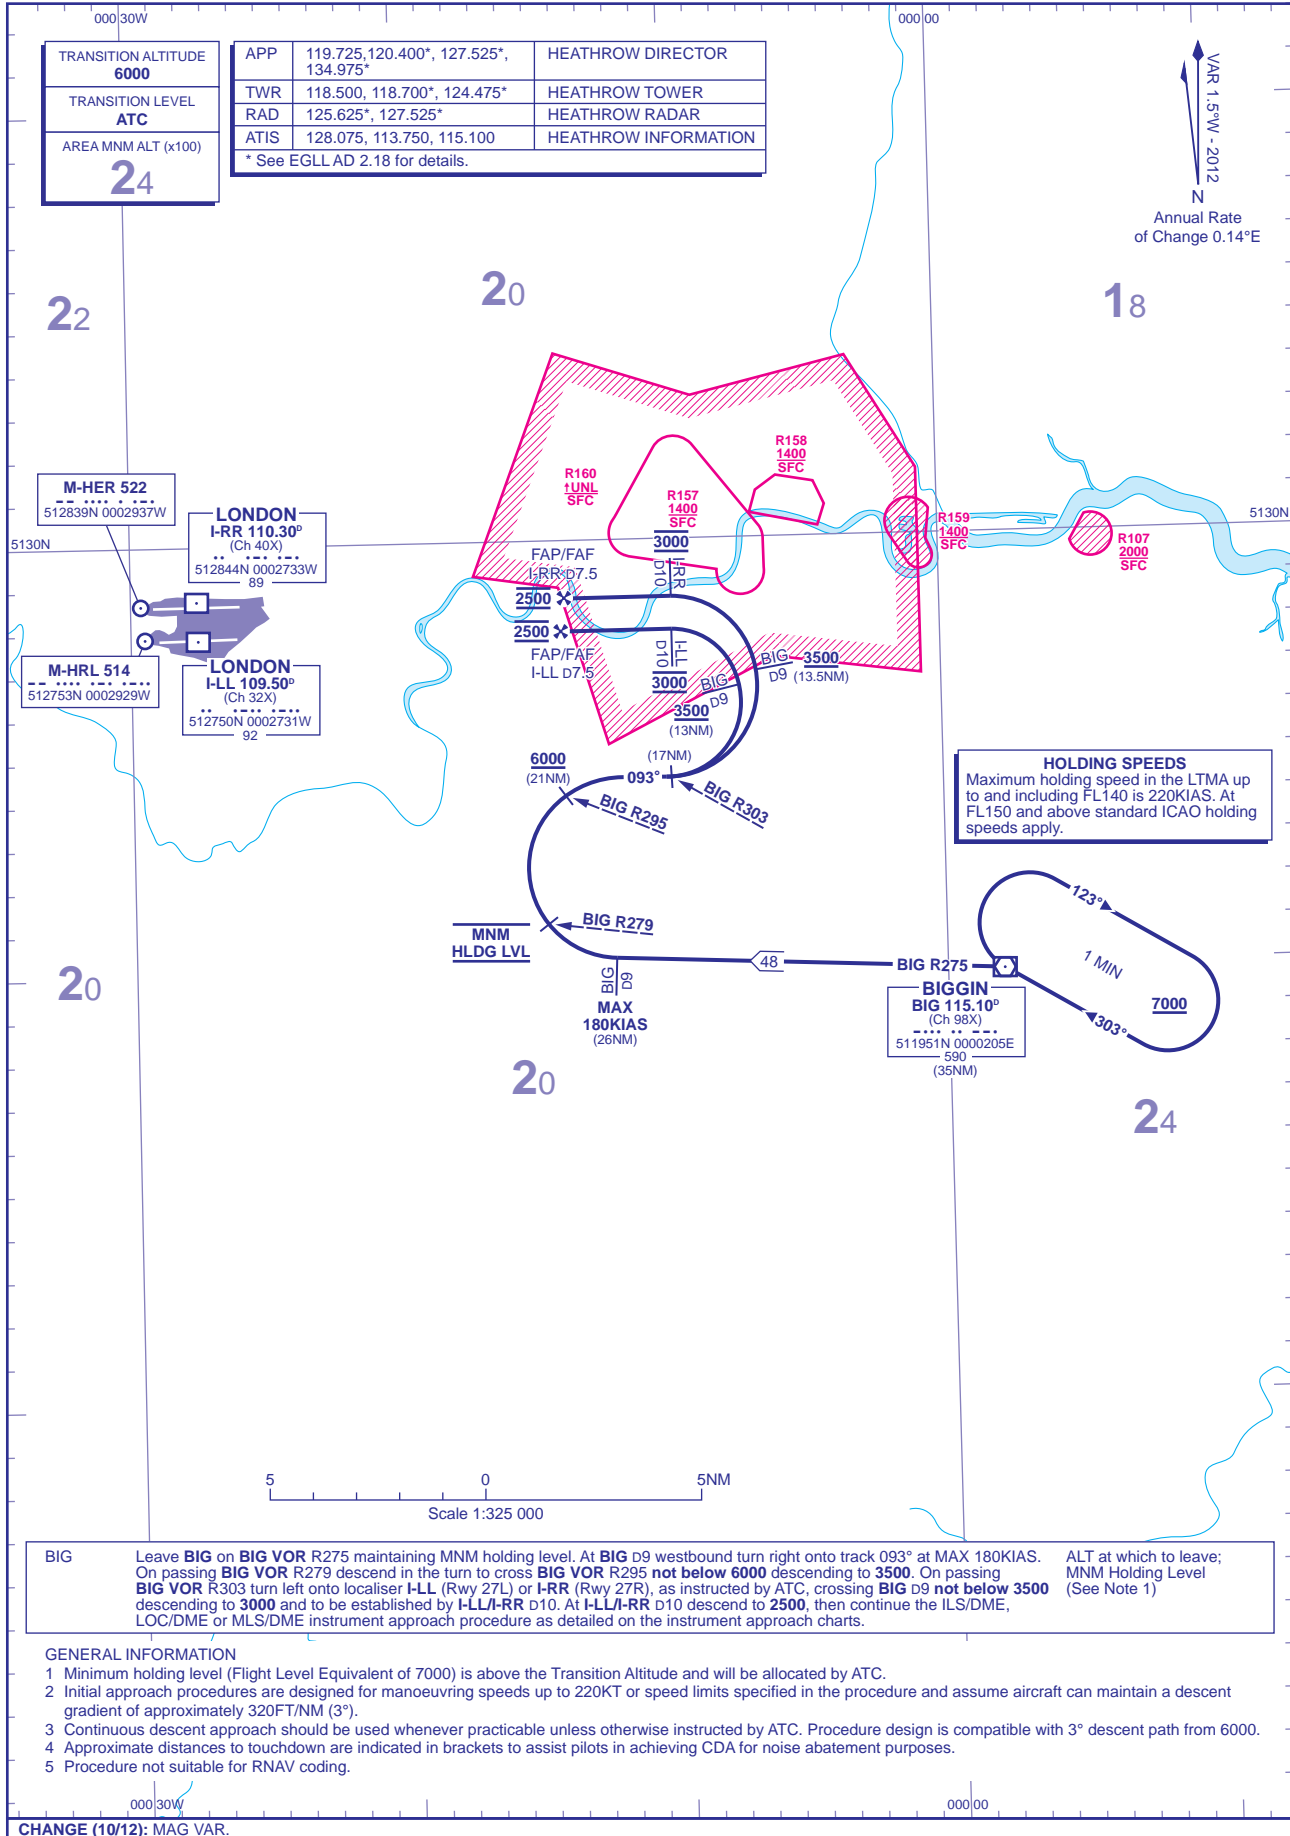 000 30W
000 00
TRANSITION ALTITUDE
6000
TRANSITION LEVEL
ATC
AREA MNM ALT (x100)
24
APP 119.725,120.400*, 127.525*, 134.975* HEATHROW DIRECTOR
TWR 118.500, 118.700*, 124.475* HEATHROW TOWER
RAD 125.625*, 127.525* HEATHROW RADAR
ATIS 128.075, 113.750, 115.100 HEATHROW INFORMATION
* See EGLL AD 2.18 for details.
VAR 1.5°W - 2012
N
Annual Rate
of Change 0.14°E
22
20
18
R160
↑UNL
SFC
R157
1400
SFC
R158
1400
SFC
R159
1400
SFC
R107
2000
SFC
5130N
5130N
M-HER 522
-- ···· · ·-·
512839N 0002937W
LONDON
I-RR 110.30ᴰ
(Ch 40X)
·· ·-· ·-·
512844N 0002733W
89
M-HRL 514
-- ···· ·-· ·-··
512753N 0002929W
LONDON
I-LL 109.50ᴰ
(Ch 32X)
·· ·-·· ·-··
512750N 0002731W
92
3000
I-RR
D10
FAP/FAF
I-RR D7.5
2500
2500
FAP/FAF
I-LL D7.5
I-LL
D10
3000
BIG
D9
3500
(13.5NM)
BIG
D9
3500
(13NM)
(17NM)
6000
(21NM)
093°
BIG R295
BIG R303
HOLDING SPEEDS
Maximum holding speed in the LTMA up
to and including FL140 is 220KIAS. At
FL150 and above standard ICAO holding
speeds apply.
MNM
HLDG LVL
BIG R279
BIG
D9
MAX
180KIAS
(26NM)
48
BIG R275
123°
1 MIN
7000
303°
BIGGIN
BIG 115.10ᴰ
(Ch 98X)
-··· ·· --·
511951N 0000205E
590
(35NM)
20
20
24
5 0 5NM
Scale 1:325 000
BIG Leave BIG on BIG VOR R275 maintaining MNM holding level. At BIG D9 westbound turn right onto track 093° at MAX 180KIAS. ALT at which to leave;
On passing BIG VOR R279 descend in the turn to cross BIG VOR R295 not below 6000 descending to 3500. On passing MNM Holding Level
BIG VOR R303 turn left onto localiser I-LL (Rwy 27L) or I-RR (Rwy 27R), as instructed by ATC, crossing BIG D9 not below 3500 (See Note 1)
descending to 3000 and to be established by I-LL/I-RR D10. At I-LL/I-RR D10 descend to 2500, then continue the ILS/DME,
LOC/DME or MLS/DME instrument approach procedure as detailed on the instrument approach charts.
GENERAL INFORMATION
1 Minimum holding level (Flight Level Equivalent of 7000) is above the Transition Altitude and will be allocated by ATC.
2 Initial approach procedures are designed for manoeuvring speeds up to 220KT or speed limits specified in the procedure and assume aircraft can maintain a descent
gradient of approximately 320FT/NM (3°).
3 Continuous descent approach should be used whenever practicable unless otherwise instructed by ATC. Procedure design is compatible with 3° descent path from 6000.
4 Approximate distances to touchdown are indicated in brackets to assist pilots in achieving CDA for noise abatement purposes.
5 Procedure not suitable for RNAV coding.
000 30W
000 00
CHANGE (10/12): MAG VAR.